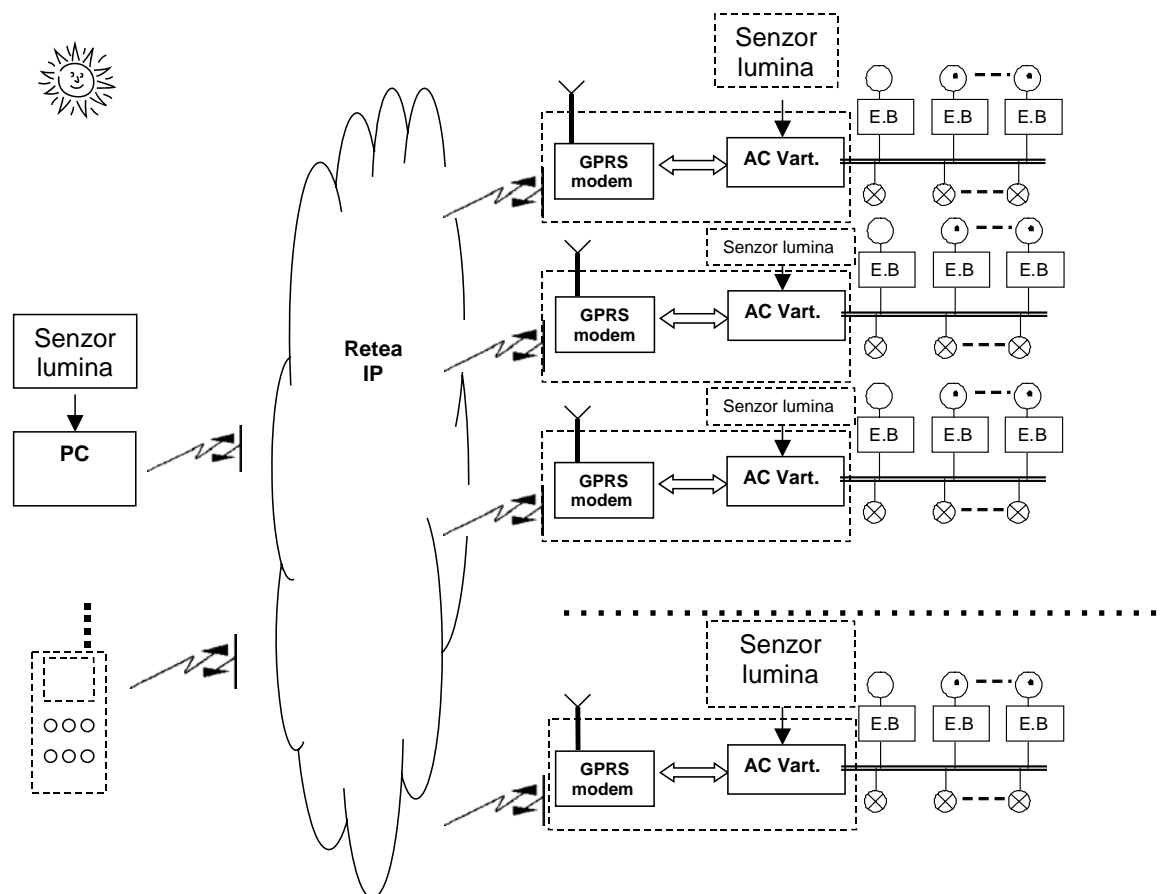 Senzor
lumina
E.B
E.B
E.B
GPRS
modem
AC Vart.
Senzor lumina
E.B
E.B
E.B
GPRS
modem
AC Vart.
Senzor
lumina
Retea
IP
Senzor lumina
E.B
E.B
E.B
PC
GPRS
modem
AC Vart.
Senzor
lumina
E.B
E.B
E.B
GPRS
modem
AC Vart.